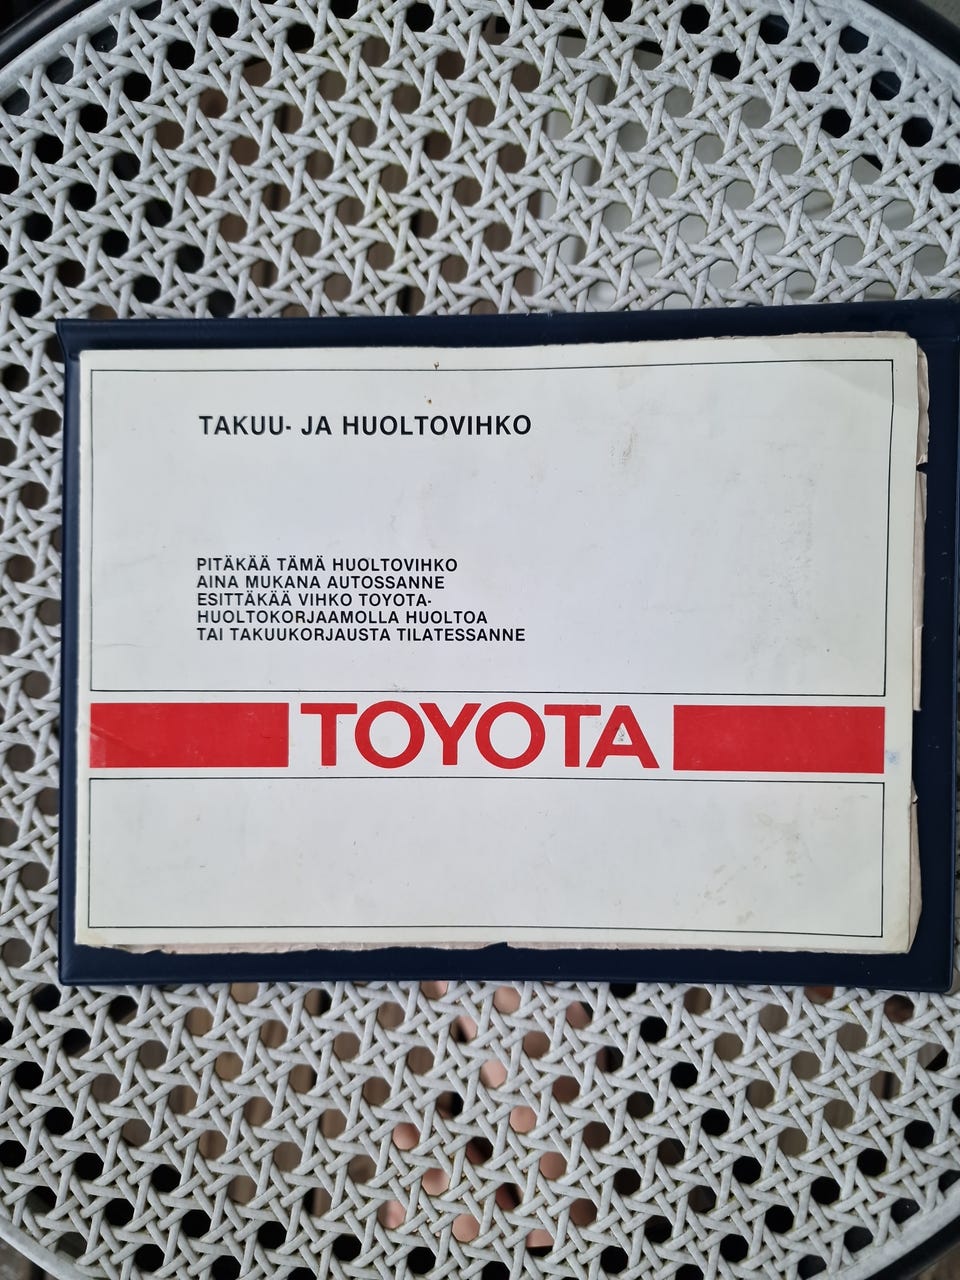 TAKUU- JA HUOLTOVIHKO
PITÄKÄÄ TÄMÄ HUOLTOVIHKO
AINA MUKANA AUTOSSANNE
ESITTÄKÄÄ VIHKO TOYOTA-
HUOLTOKORJAAMOLLA HUOLTOA
TAI TAKUUKORJAUSTA TILATESSANNE
TOYOTA